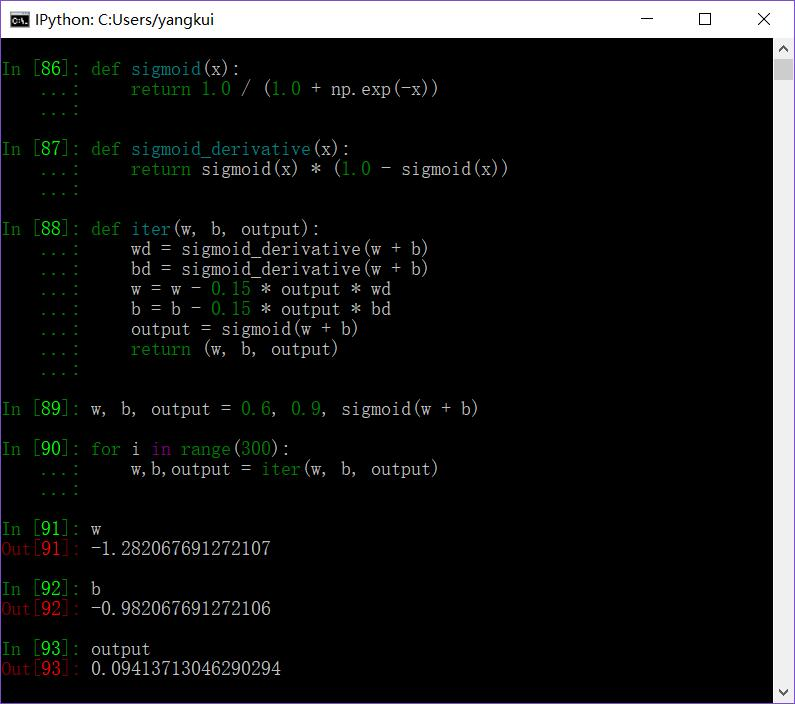 IPython: C:Users/yangkui
In [86]: def sigmoid(x):
...:     return 1.0 / (1.0 + np.exp(-x))
...:
In [87]: def sigmoid_derivative(x):
...:     return sigmoid(x) * (1.0 - sigmoid(x))
...:
In [88]: def iter(w, b, output):
...:     wd = sigmoid_derivative(w + b)
...:     bd = sigmoid_derivative(w + b)
...:     w = w - 0.15 * output * wd
...:     b = b - 0.15 * output * bd
...:     output = sigmoid(w + b)
...:     return (w, b, output)
...:
In [89]: w, b, output = 0.6, 0.9, sigmoid(w + b)
In [90]: for i in range(300):
...:     w,b,output = iter(w, b, output)
...:
In [91]: w
Out[91]: -1.282067691272107
In [92]: b
Out[92]: -0.982067691272106
In [93]: output
Out[93]: 0.09413713046290294